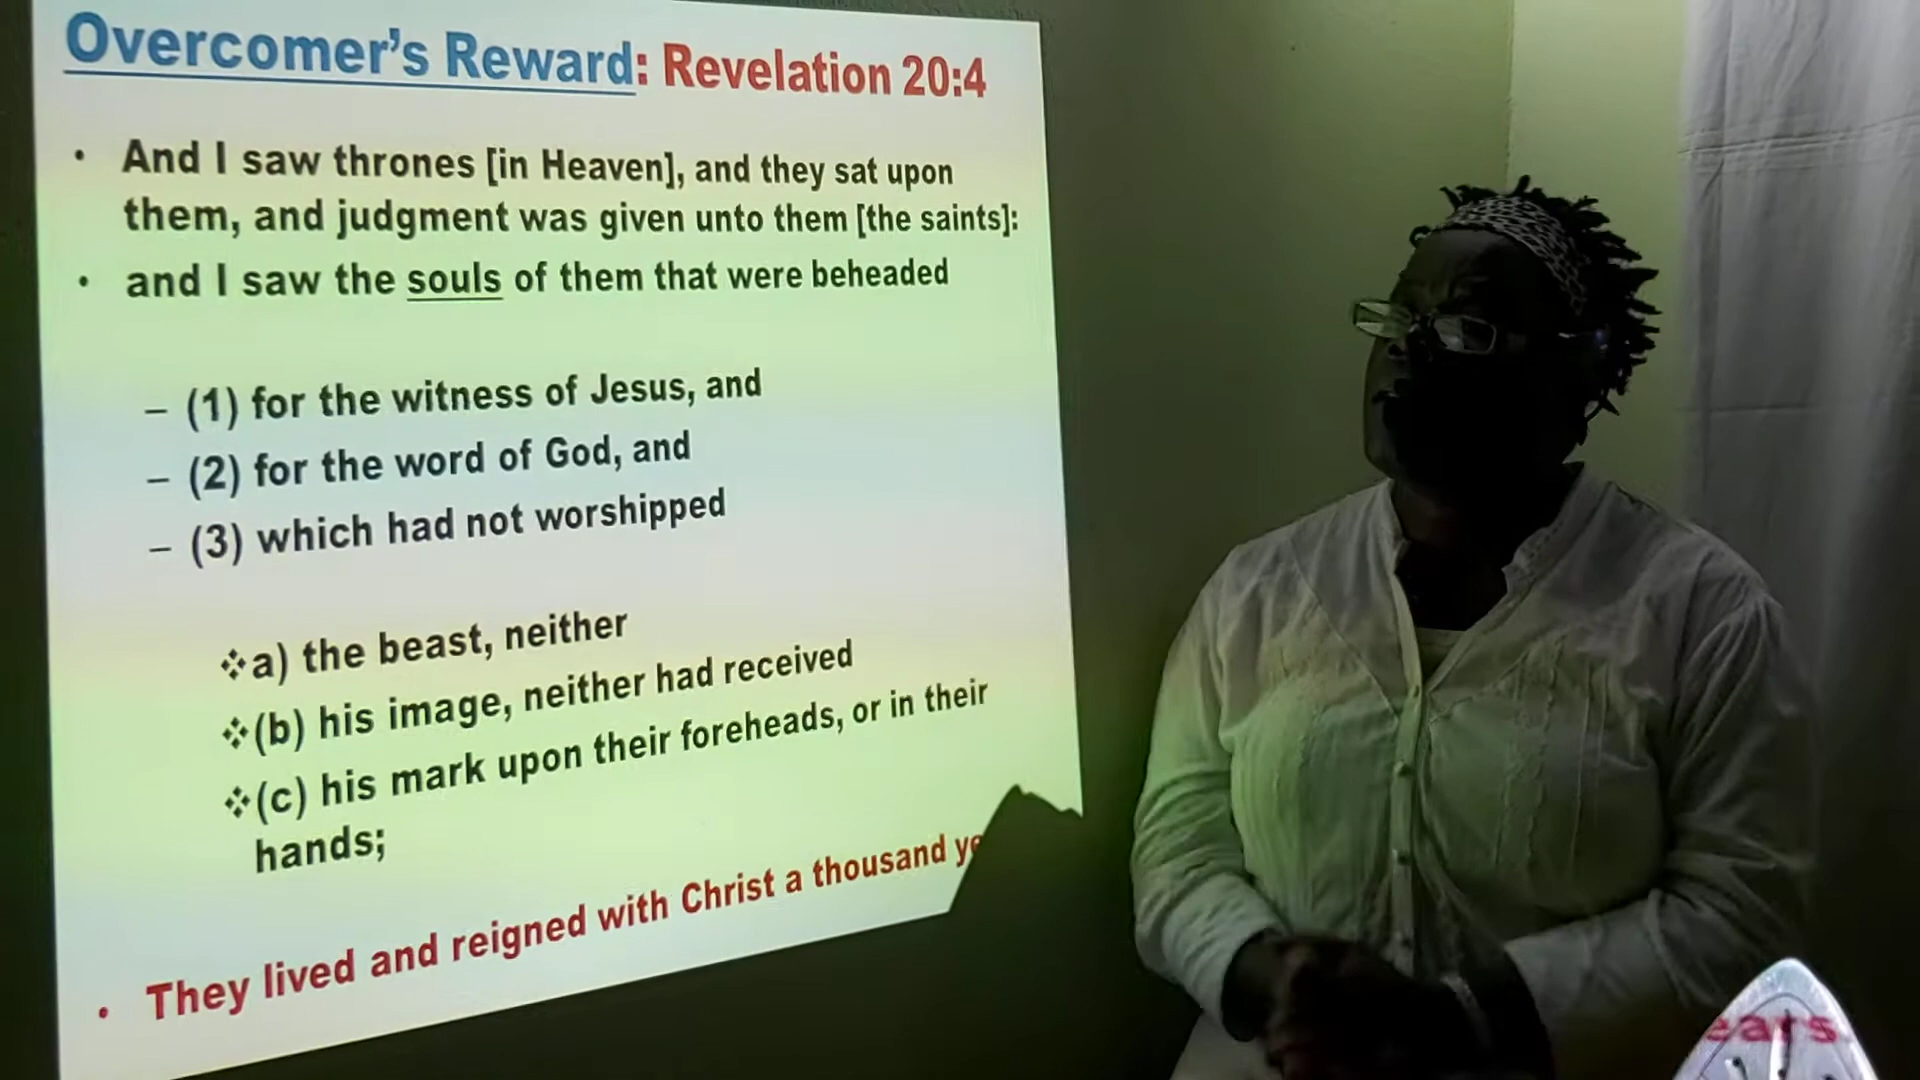 Overcomer's Reward: Revelation 20:4
• And I saw thrones [in Heaven], and they sat upon
them, and judgment was given unto them [the saints]:
• and I saw the souls of them that were beheaded
– (1) for the witness of Jesus, and
– (2) for the word of God, and
– (3) which had not worshipped
❖a) the beast, neither
❖(b) his image, neither had received
❖(c) his mark upon their foreheads, or in their
hands;
• They lived and reigned with Christ a thousand ye
ears